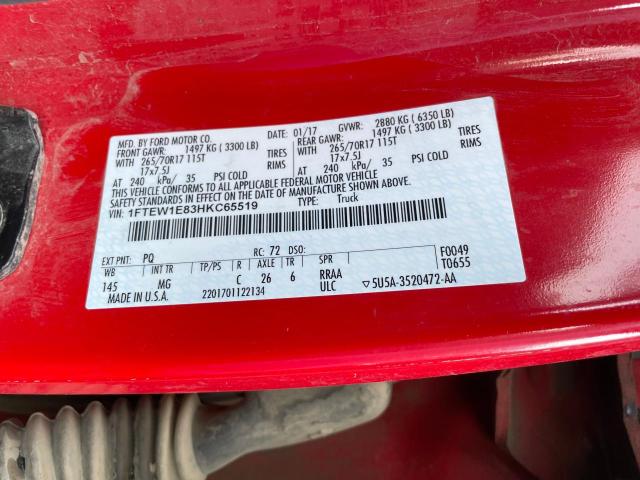 MFD. BY FORD MOTOR CO. 01/17 GVWR: 2880 KG ( 6350 LB)
FRONT GAWR: 1497 KG ( 3300 LB) REAR GAWR: 1497 KG ( 3300 LB)
WITH 265/70R17 115T TIRES WITH 265/70R17 115T TIRES
17x7.5J RIMS 17x7.5J RIMS
AT 240 kPa/ 35 PSI COLD AT 240 kPa/ 35 PSI COLD
THIS VEHICLE CONFORMS TO ALL APPLICABLE FEDERAL MOTOR VEHICLE
SAFETY STANDARDS IN EFFECT ON THE DATE OF MANUFACTURE SHOWN ABOVE.
1FTEW1E83HKC65519 TYPE: Truck
EXT PNT: PQ RC: 72 DSO: F0049
WB INT TR TP/PS R AXLE TR SPR T0655
145 MG C 26 6 RRAA
MADE IN U.S.A. 2201701122134 ULC ▽5U5A-3520472-AA